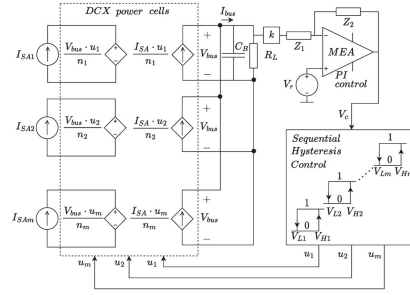 DCX power cells
I_bus
I_SA1
V_bus · u_1 / n_1
I_SA · u_1 / n_1
+
V_bus
−
C_B
R_L
k
Z_1
Z_2
MEA
PI
control
V_r
V_c
I_SA2
V_bus · u_2 / n_2
I_SA · u_2 / n_2
+
V_bus
−
I_SAm
V_bus · u_m / n_m
I_SA · u_m / n_m
+
V_bus
−
Sequential
Hysteresis
Control
1
0
V_Lm V_Hm
1
0
V_L2 V_H2
1
0
V_L1 V_H1
u_1 u_2 u_m
u_m u_2 u_1